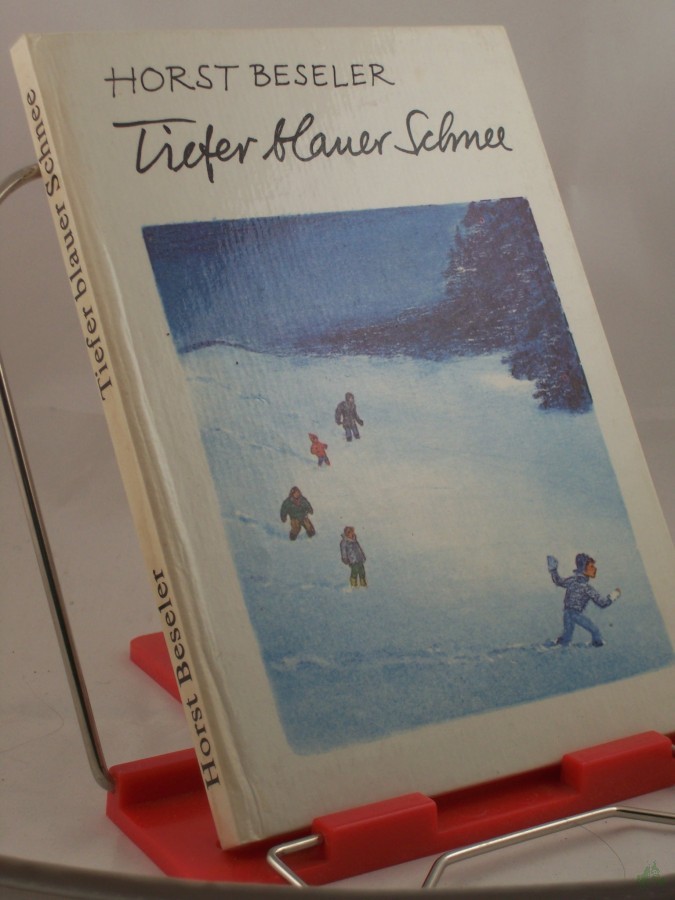 HORST BESELER
Tiefer blauer Schnee
Horst Beseler Tiefer blauer Schnee